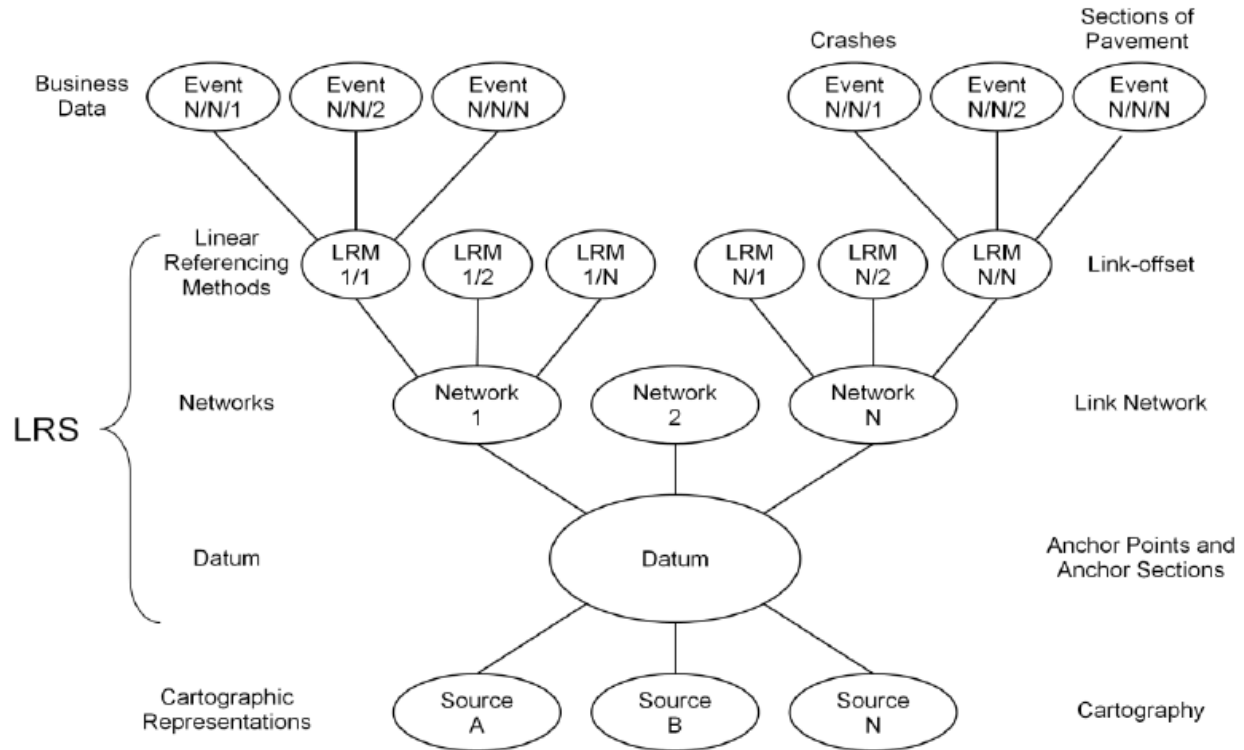 Sections of
Pavement
Crashes
Business
Data
Event
N/N/1
Event
N/N/2
Event
N/N/N
Event
N/N/1
Event
N/N/2
Event
N/N/N
Linear
Referencing
Methods
LRM
1/1
LRM
1/2
LRM
1/N
LRM
N/1
LRM
N/2
LRM
N/N
Link-offset
LRS
Networks
Network
1
Network
2
Network
N
Link Network
Datum
Datum
Anchor Points and
Anchor Sections
Cartographic
Representations
Source
A
Source
B
Source
N
Cartography